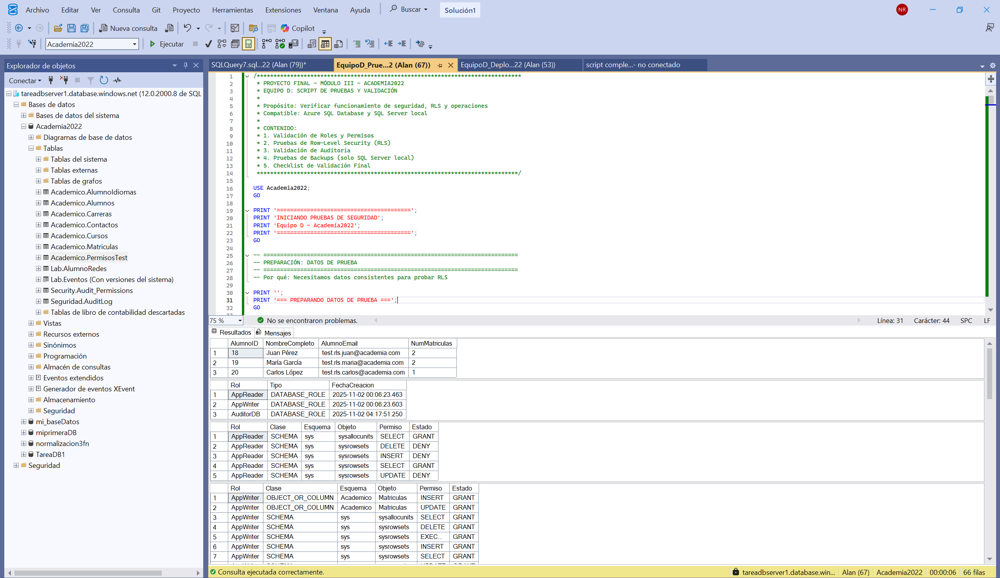 Archivo Editar Ver Consulta Git Proyecto Herramientas Extensiones Ventana Ayuda Buscar Solución1 NR
Nueva consulta Copilot
Academia2022 Ejecutar
Explorador de objetos
Conectar
tareadbserver1.database.windows.net (12.0.2000.8 de SQL
Bases de datos
Bases de datos del sistema
Academia2022
Diagramas de base de datos
Tablas
Tablas del sistema
Tablas externas
Tablas de grafos
Academico.AlumnoIdiomas
Academico.Alumnos
Academico.Carreras
Academico.Contactos
Academico.Cursos
Academico.Matriculas
Academico.PermisosTest
Lab.AlumnoRedes
Lab.Eventos (Con versiones del sistema)
Security.Audit_Permissions
Seguridad.AuditLog
Tablas de libro de contabilidad descartadas
Vistas
Recursos externos
Sinónimos
Programación
Almacén de consultas
Eventos extendidos
Generador de eventos XEvent
Almacenamiento
Seguridad
mi_baseDatos
miprimeraDB
normalizacion3fn
TareaDB1
Seguridad
SQLQuery7.sql...22 (Alan (79))* EquipoD_Prue...2 (Alan (67)) EquipoD_Deplo...22 (Alan (53)) script comple...- no conectado
1 /*******************************************************************************
2 * PROYECTO FINAL - MÓDULO III - ACADEMIA2022
3 * EQUIPO D: SCRIPT DE PRUEBAS Y VALIDACIÓN
4 *
5 * Propósito: Verificar funcionamiento de seguridad, RLS y operaciones
6 * Compatible: Azure SQL Database y SQL Server local
7 *
8 * CONTENIDO:
9 * 1. Validación de Roles y Permisos
10 * 2. Pruebas de Row-Level Security (RLS)
11 * 3. Validación de Auditoría
12 * 4. Pruebas de Backups (solo SQL Server local)
13 * 5. Checklist de Validación Final
14 ******************************************************************************/
15
16 USE Academia2022;
17 GO
18
19 PRINT '========================================';
20 PRINT 'INICIANDO PRUEBAS DE SEGURIDAD';
21 PRINT 'Equipo D - Academia2022';
22 PRINT '========================================';
23 GO
24
25 -- ============================================================================
26 -- PREPARACIÓN: DATOS DE PRUEBA
27 -- ============================================================================
28 -- Por qué: Necesitamos datos consistentes para probar RLS
29
30 PRINT '';
31 PRINT '=== PREPARANDO DATOS DE PRUEBA ===';
32 GO
75 % No se encontraron problemas. Línea: 31 Carácter: 44 SPC LF
Resultados Mensajes
AlumnoID NombreCompleto AlumnoEmail NumMatriculas
1 18 Juan Pérez test.rls.juan@academia.com 2
2 19 María García test.rls.maria@academia.com 2
3 20 Carlos López test.rls.carlos@academia.com 1
Rol Tipo FechaCreacion
1 AppReader DATABASE_ROLE 2025-11-02 00:06:23.463
2 AppWriter DATABASE_ROLE 2025-11-02 00:06:23.603
3 AuditorDB DATABASE_ROLE 2025-11-02 04:17:51.250
Rol Clase Esquema Objeto Permiso Estado
1 AppReader SCHEMA sys sysallocunits SELECT GRANT
2 AppReader SCHEMA sys sysrowsets DELETE DENY
3 AppReader SCHEMA sys sysrowsets INSERT DENY
4 AppReader SCHEMA sys sysrowsets SELECT GRANT
5 AppReader SCHEMA sys sysrowsets UPDATE DENY
Rol Clase Esquema Objeto Permiso Estado
1 AppWriter OBJECT_OR_COLUMN Academico Matriculas INSERT GRANT
2 AppWriter OBJECT_OR_COLUMN Academico Matriculas UPDATE GRANT
3 AppWriter SCHEMA sys sysallocunits SELECT GRANT
4 AppWriter SCHEMA sys sysrowsets DELETE GRANT
5 AppWriter SCHEMA sys sysrowsets EXEC... GRANT
6 AppWriter SCHEMA sys sysrowsets INSERT GRANT
7 AppWriter SCHEMA sys sysrowsets SELECT GRANT
Consulta ejecutada correctamente. tareadbserver1.database.win... Alan (67) Academia2022 00:00:06 66 filas